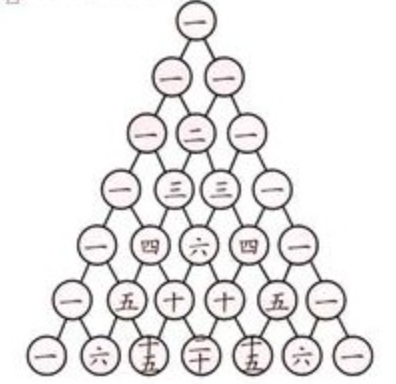 一
一 一
一 二 一
一 三 三 一
一 四 六 四 一
一 五 十 十 五 一
一 六 十五 二十 十五 六 一